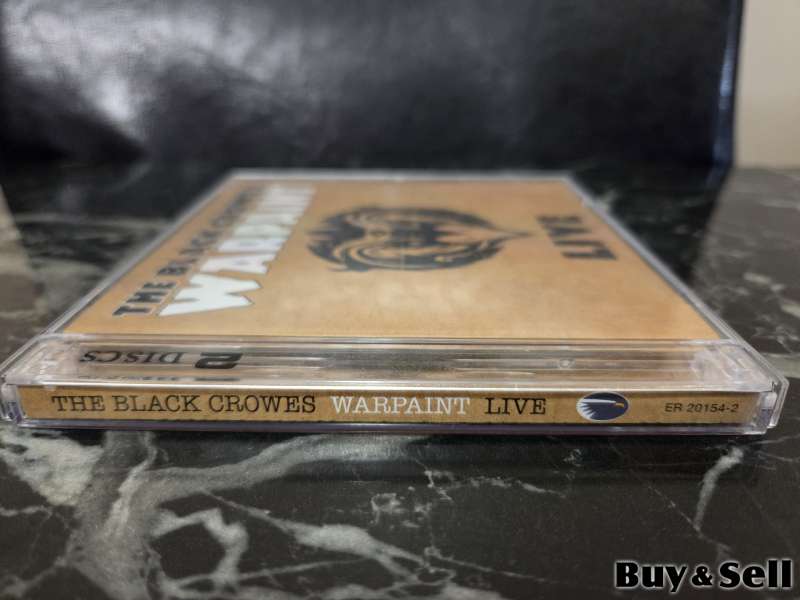 THE BLACK CROWES
WARPAINT
LIVE
2 DISCS
THE BLACK CROWES WARPAINT LIVE
ER 20154-2
Buy & Sell